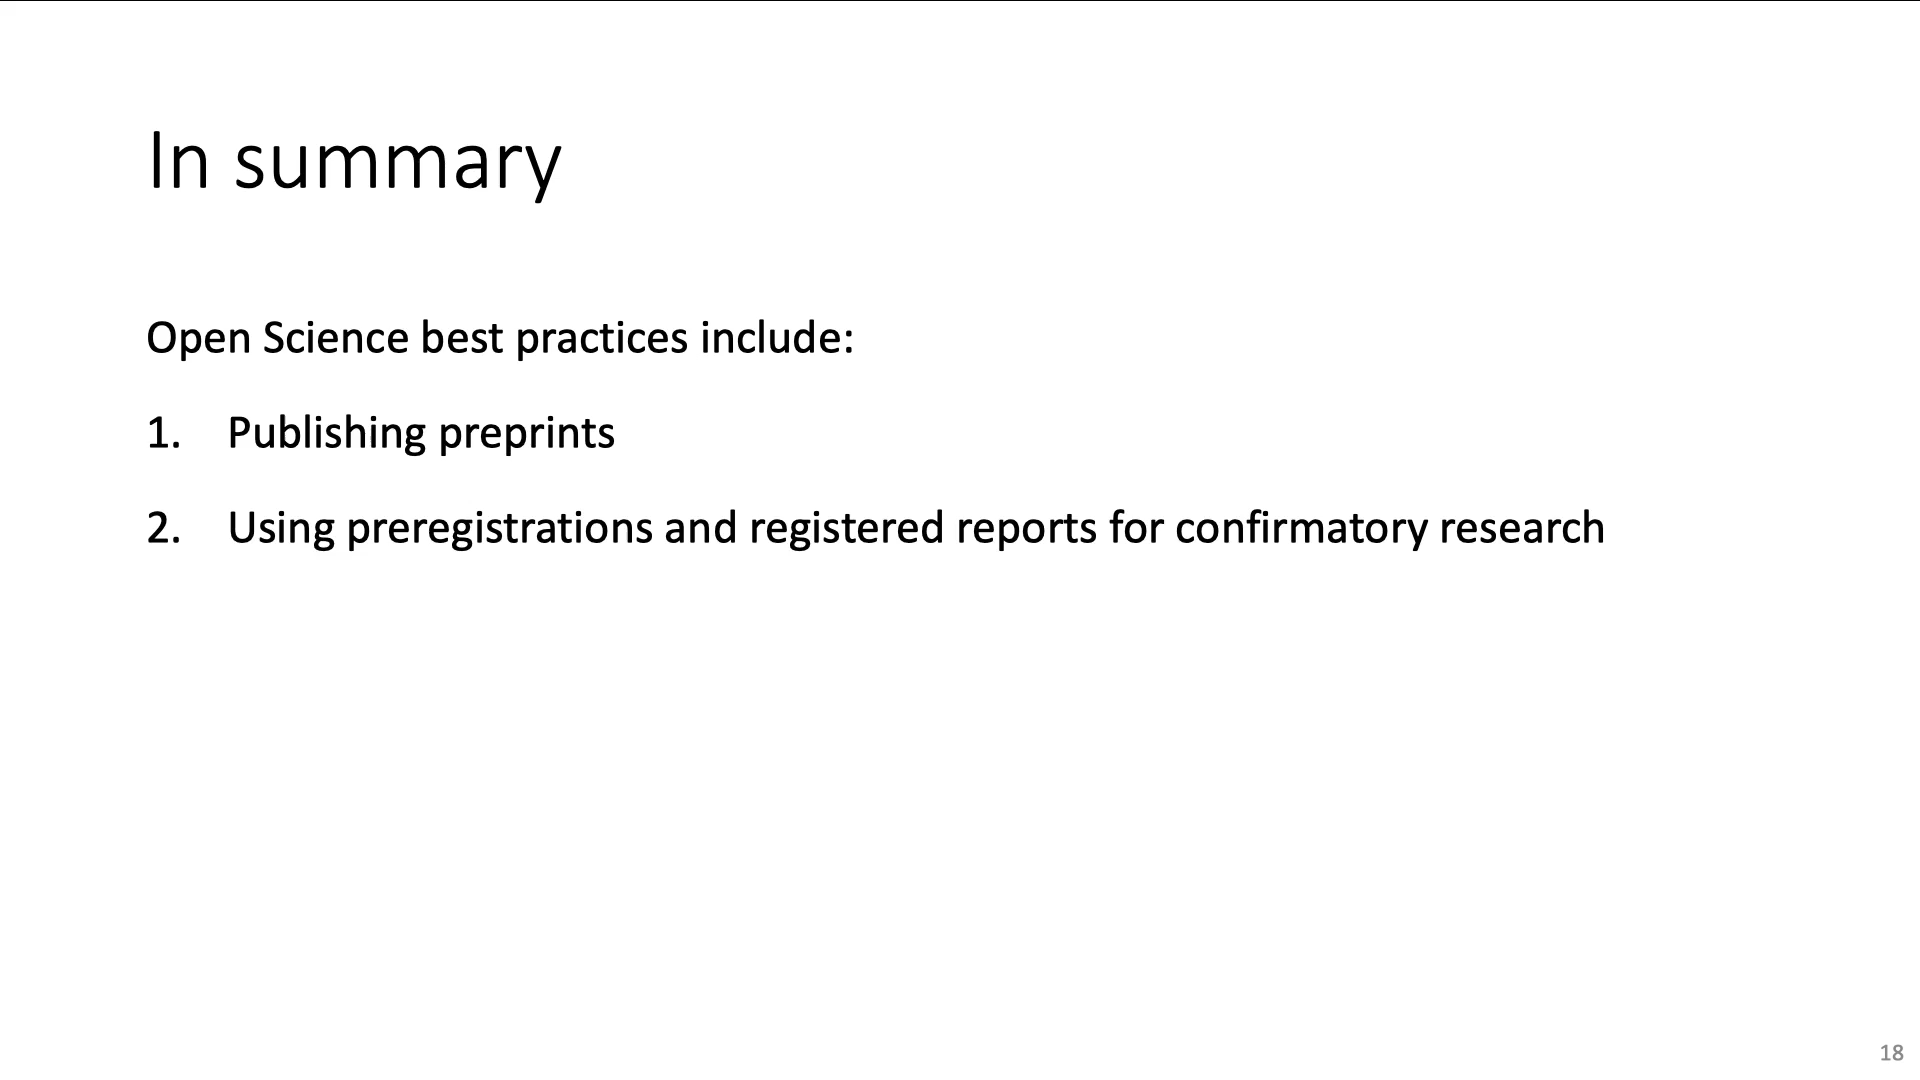 In summary
Open Science best practices include:
1. Publishing preprints
2. Using preregistrations and registered reports for confirmatory research
18